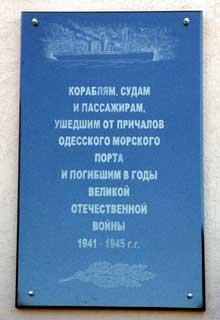 КОРАБЛЯМ, СУДАМ
И ПАССАЖИРАМ,
УШЕДШИМ ОТ ПРИЧАЛОВ
ОДЕССКОГО МОРСКОГО
ПОРТА
И ПОГИБШИМ В ГОДЫ
ВЕЛИКОЙ
ОТЕЧЕСТВЕННОЙ
ВОЙНЫ
1941 - 1945 г.г.